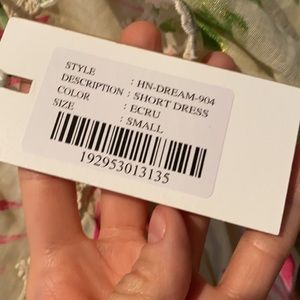 STYLE : HN-DREAM-904
DESCRIPTION : SHORT DRESS
COLOR : ECRU
SIZE : SMALL
192953013135